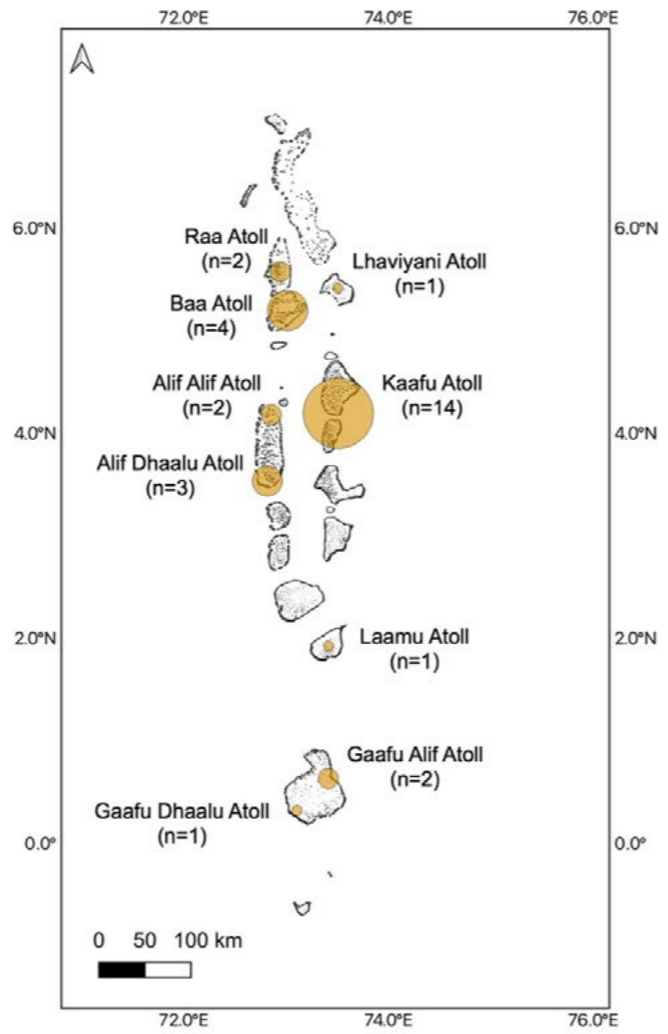 72.0°E 74.0°E 76.0°E
6.0°N 6.0°N
Raa Atoll
(n=2)
Lhaviyani Atoll
(n=1)
Baa Atoll
(n=4)
Alif Alif Atoll
(n=2)
Kaafu Atoll
(n=14)
4.0°N 4.0°N
Alif Dhaalu Atoll
(n=3)
2.0°N 2.0°N
Laamu Atoll
(n=1)
Gaafu Alif Atoll
(n=2)
Gaafu Dhaalu Atoll
(n=1)
0.0° 0.0°
0 50 100 km
72.0°E 74.0°E 76.0°E